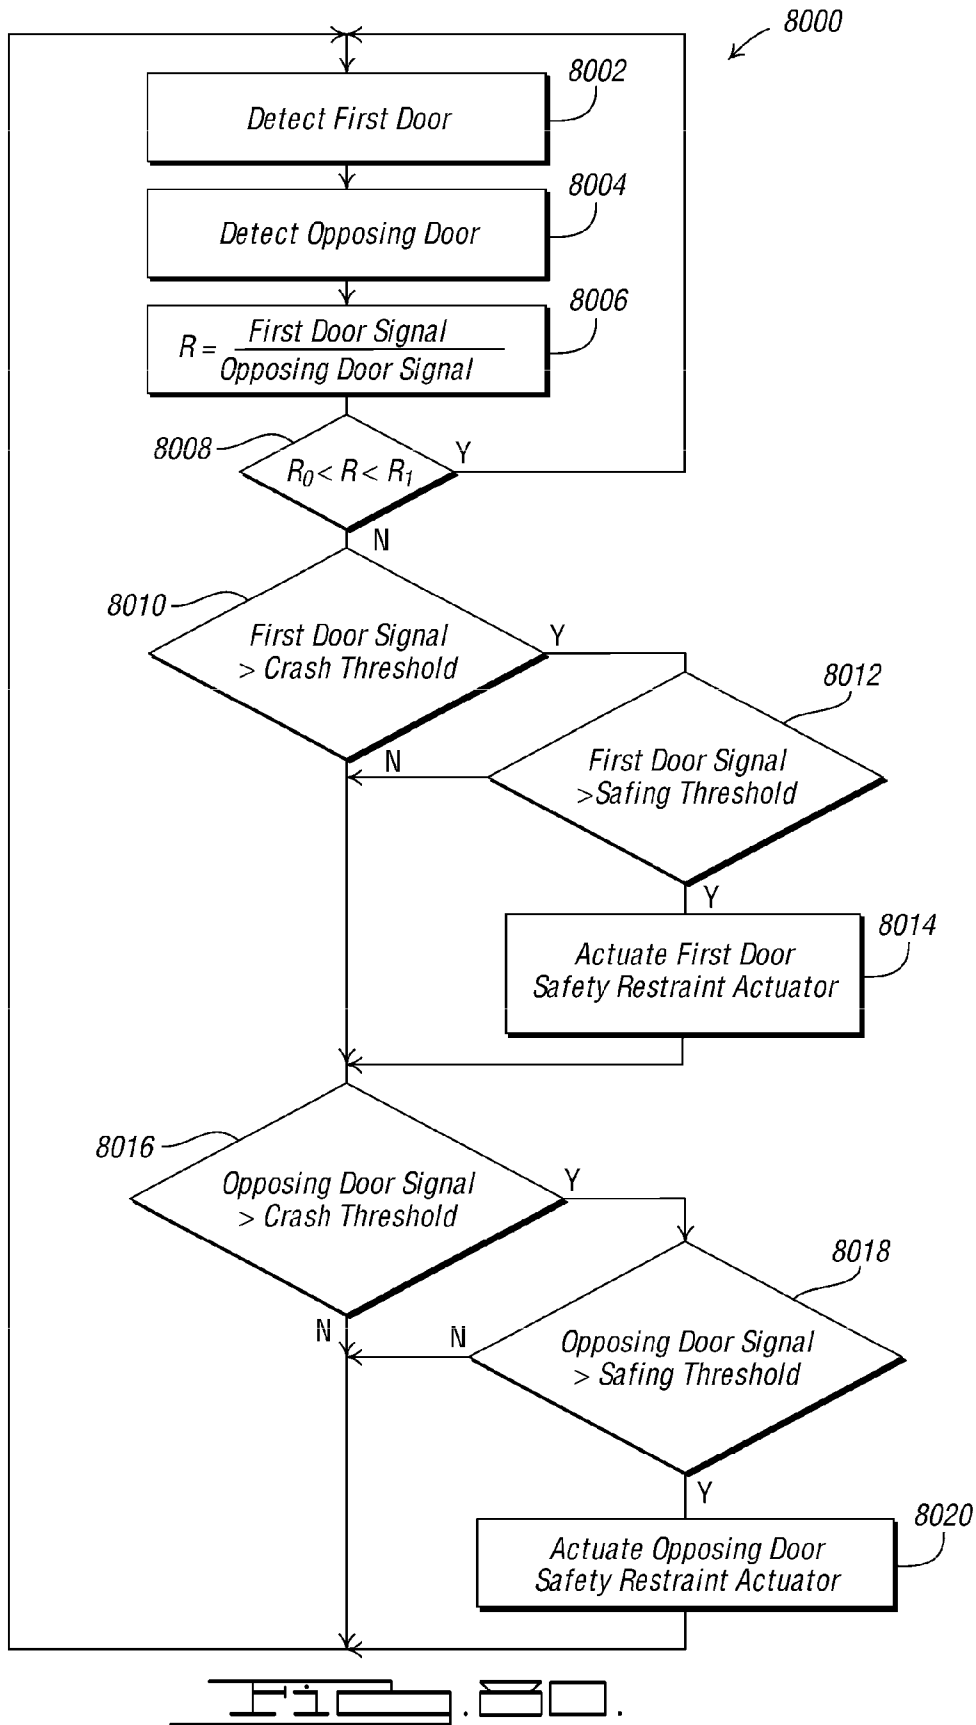 8000
8002
Detect First Door
8004
Detect Opposing Door
8006
R = First Door Signal
Opposing Door Signal
8008
R0 < R < R1
Y
N
8010
First Door Signal
> Crash Threshold
Y
8012
First Door Signal
>Safing Threshold
N
Y
8014
Actuate First Door
Safety Restraint Actuator
8016
Opposing Door Signal
> Crash Threshold
Y
N
8018
Opposing Door Signal
> Safing Threshold
N
Y
8020
Actuate Opposing Door
Safety Restraint Actuator